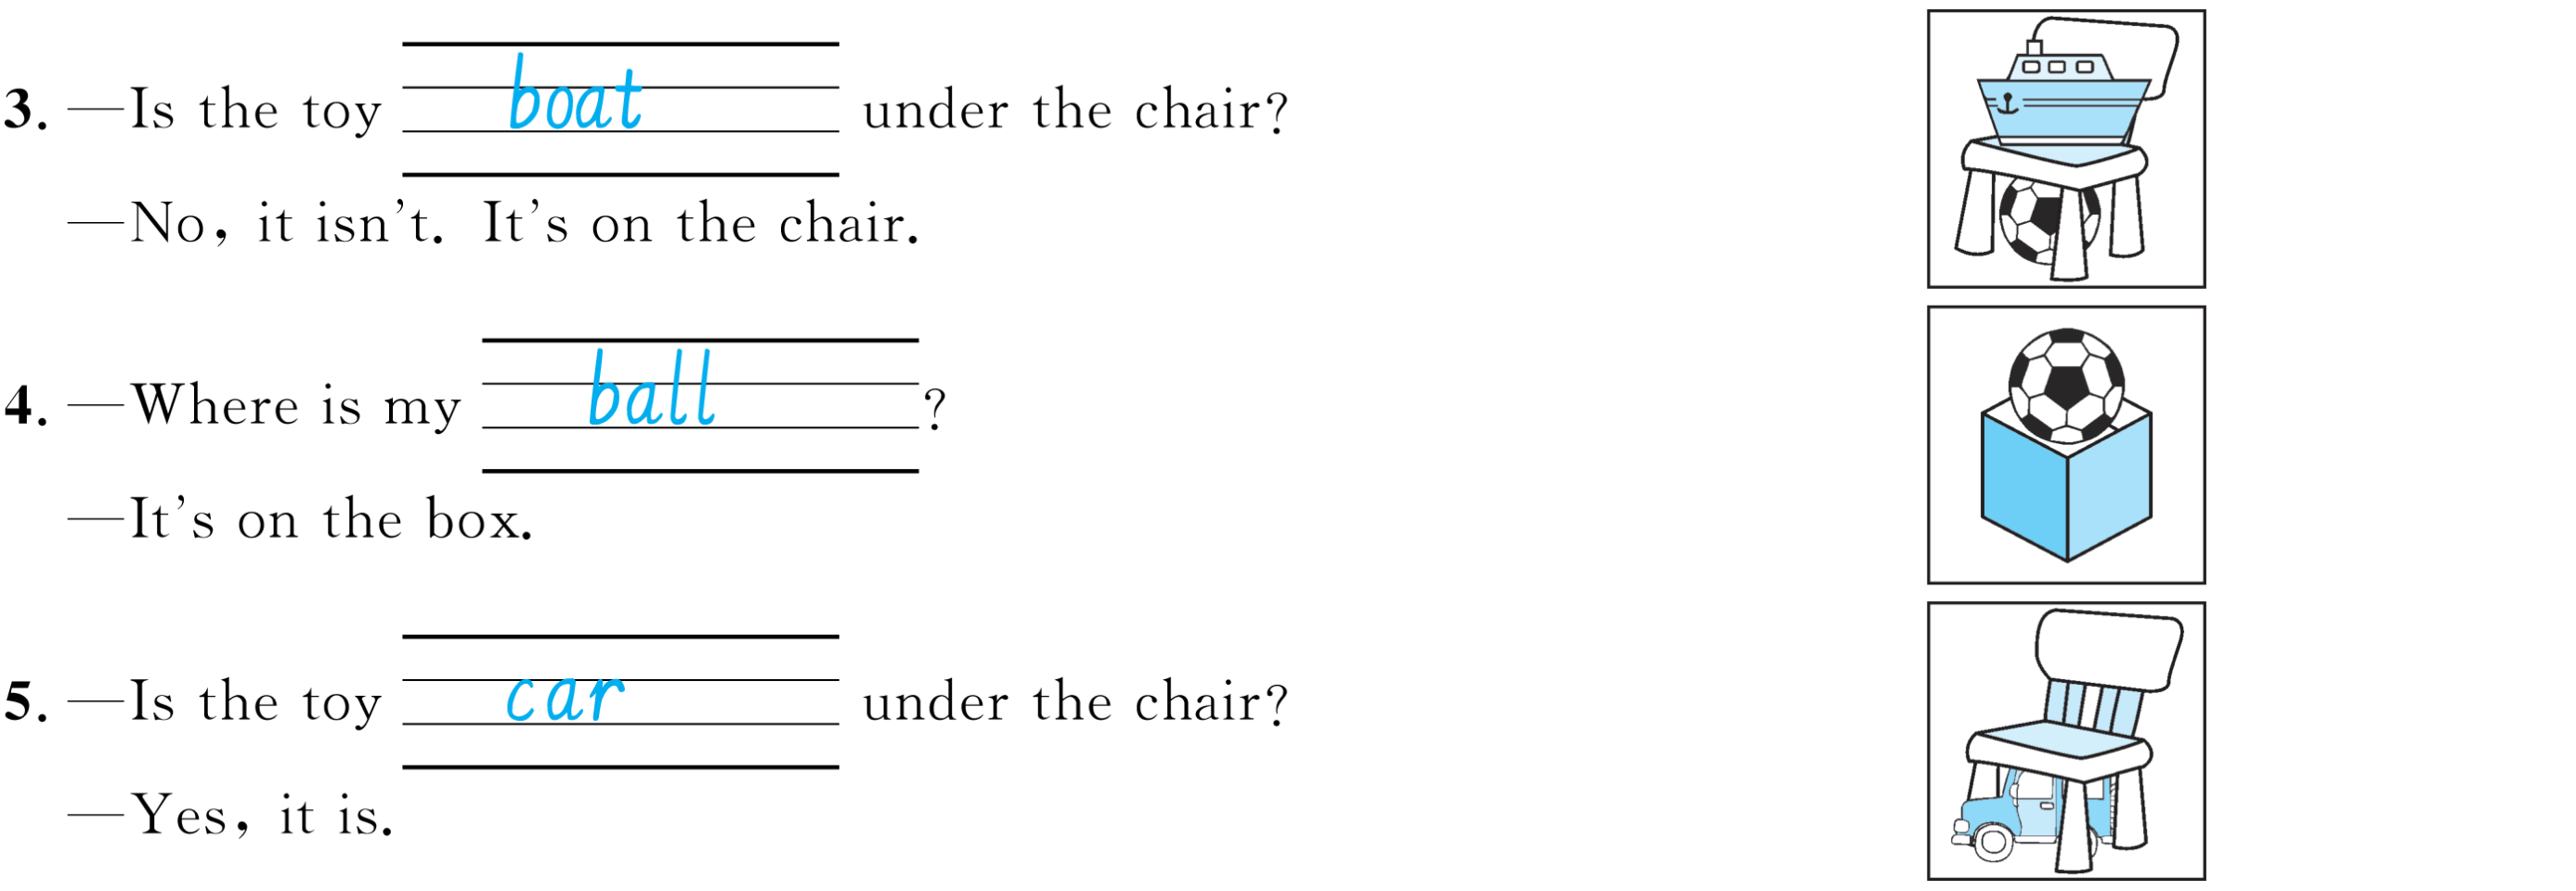 3. —Is the toy boat under the chair?
—No, it isn't. It's on the chair.
4. —Where is my ball?
—It's on the box.
5. —Is the toy car under the chair?
—Yes, it is.